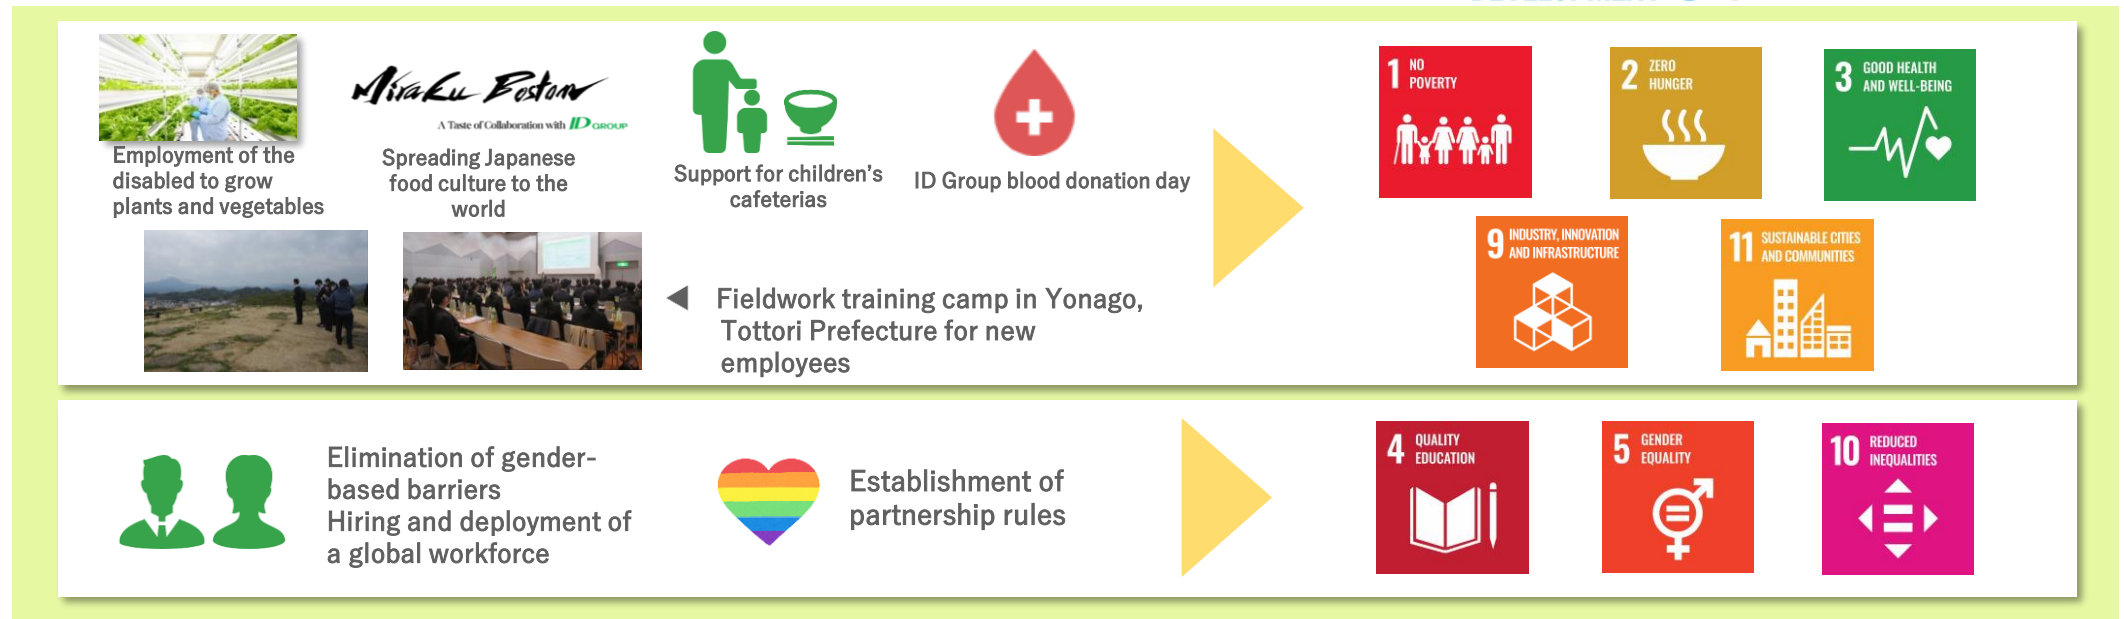 Employment of the
disabled to grow
plants and vegetables
Miraku Boston
A Taste of Collaboration with ID GROUP
Spreading Japanese
food culture to the
world
Support for children's
cafeterias
ID Group blood donation day
Fieldwork training camp in Yonago,
Tottori Prefecture for new
employees
1 NO
POVERTY
2 ZERO
HUNGER
3 GOOD HEALTH
AND WELL-BEING
9 INDUSTRY, INNOVATION
AND INFRASTRUCTURE
11 SUSTAINABLE CITIES
AND COMMUNITIES
Elimination of gender-
based barriers
Hiring and deployment of
a global workforce
Establishment of
partnership rules
4 QUALITY
EDUCATION
5 GENDER
EQUALITY
10 REDUCED
INEQUALITIES